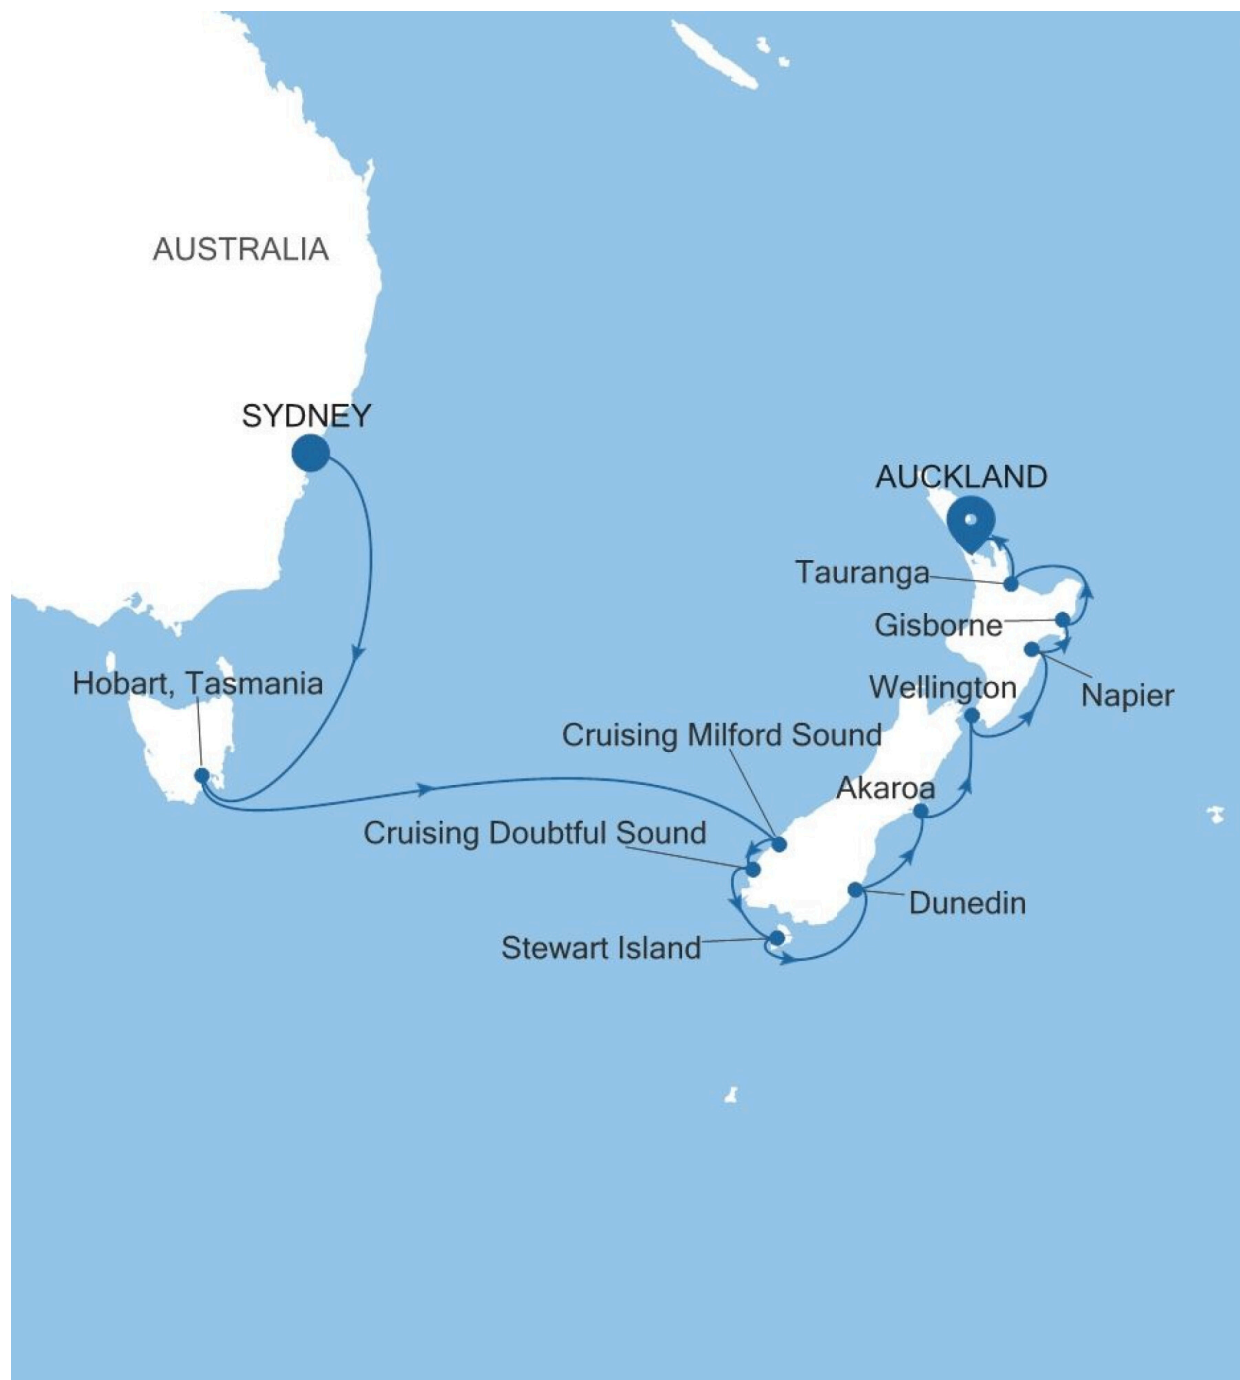 AUSTRALIA
SYDNEY
AUCKLAND
Tauranga
Gisborne
Hobart, Tasmania
Wellington
Napier
Cruising Milford Sound
Akaroa
Cruising Doubtful Sound
Dunedin
Stewart Island